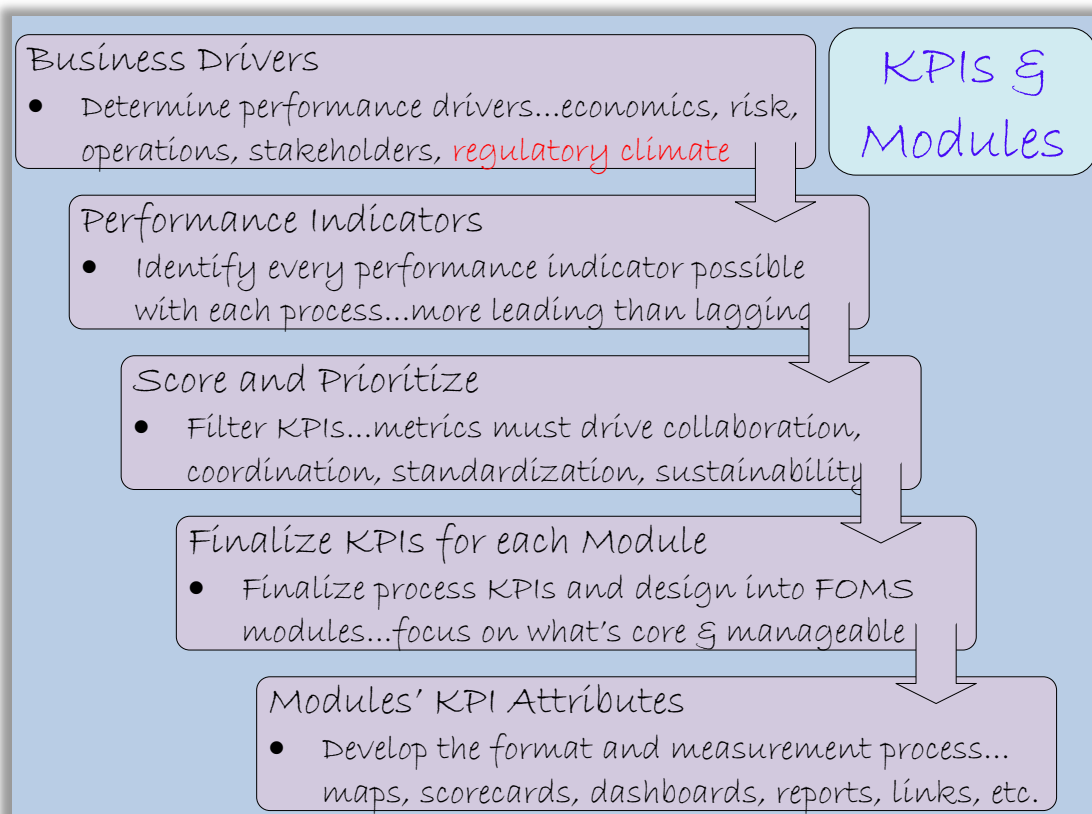 Business Drivers
• Determine performance drivers...economics, risk,
operations, stakeholders, regulatory climate
KPIs &
Modules
Performance Indicators
• Identify every performance indicator possible
with each process...more leading than lagging
Score and Prioritize
• Filter KPIs...metrics must drive collaboration,
coordination, standardization, sustainability
Finalize KPIs for each Module
• Finalize process KPIs and design into FOMS
modules...focus on what's core & manageable
Modules' KPI Attributes
• Develop the format and measurement process...
maps, scorecards, dashboards, reports, links, etc.